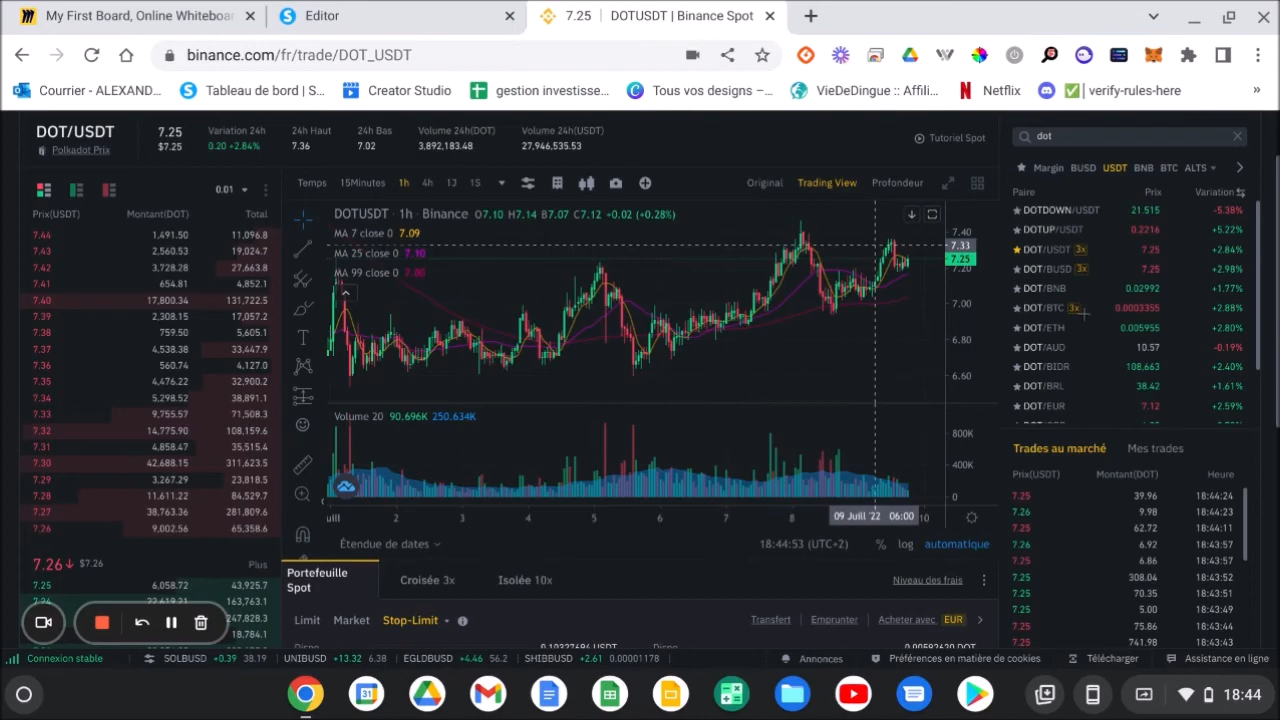 My First Board, Online Whiteboar
Editor
7.25 | DOTUSDT | Binance Spot
binance.com/fr/trade/DOT_USDT
Courrier - ALEXAND...
Tableau de bord | S...
Creator Studio
gestion investisse...
Tous vos designs –...
VieDeDingue :: Affili...
Netflix
✅ | verify-rules-here
»
DOT/USDT
Polkadot Prix
7.25
$7.25
Variation 24h
0.20 +2.84%
24h Haut
7.36
24h Bas
7.02
Volume 24h(DOT)
3,892,183.48
Volume 24h(USDT)
27,946,535.53
Tutoriel Spot
0.01
Prix(USDT) Montant(DOT) Total
7.44 1,491.50 11,096.8
7.43 2,560.53 19,024.7
7.42 3,728.28 27,663.8
7.41 654.81 4,852.1
7.40 17,800.34 131,722.5
7.39 2,308.15 17,057.2
7.38 759.50 5,605.1
7.37 4,538.38 33,447.9
7.36 560.74 4,127.0
7.35 4,476.22 32,900.2
7.34 5,298.52 38,891.1
7.33 9,755.57 71,508.3
7.32 14,775.90 108,159.6
7.31 4,858.47 35,515.4
7.30 42,688.15 311,623.5
7.29 3,267.29 23,818.5
7.28 11,611.22 84,529.7
7.27 38,763.36 281,809.6
7.26 9,002.56 65,358.6
7.26↓ $7.26 Plus
7.25 6,058.72 43,925.7
163,763.1
247,828.3
18,784.1
Temps 15Minutes 1h 4h 1J 1S
Original Trading View Profondeur
DOTUSDT · 1h · Binance O7.10 H7.14 B7.07 C7.12 +0.02 (+0.28%)
MA 7 close 0 7.09
MA 25 close 0 7.10
MA 99 close 0
7.40
7.33
7.25
7.20
7.00
6.80
6.60
Volume 20 90.696K 250.634K
800K
400K
0
uill 2 3 4 5 6 7 8 09 Juill '22 06:00 10
Étendue de dates
18:44:53 (UTC+2) % log automatique
Portefeuille
Spot
Croisée 3x
Isolée 10x
Niveau des frais
Limit Market Stop-Limit
Transfert Emprunter Acheter avec EUR
dot
Margin BUSD USDT BNB BTC ALTS
Paire Prix Variation
DOTDOWN/USDT 21.515 -5.38%
DOTUP/USDT 0.2216 +5.22%
DOT/USDT 3x 7.25 +2.84%
DOT/BUSD 3x 7.25 +2.98%
DOT/BNB 0.02992 +1.77%
DOT/BTC 3x 0.0003355 +2.88%
DOT/ETH 0.005955 +2.80%
DOT/AUD 10.57 -0.19%
DOT/BIDR 108,663 +2.40%
DOT/BRL 38.42 +1.61%
DOT/EUR 7.12 +2.59%
Trades au marché Mes trades
Prix(USDT) Montant(DOT) Heure
7.25 39.96 18:44:24
7.26 9.98 18:44:23
7.25 62.72 18:44:11
7.26 6.92 18:43:57
7.25 6.86 18:43:57
7.25 308.04 18:43:52
7.25 70.35 18:43:51
7.25 5.00 18:43:49
7.25 75.86 18:43:44
7.25 741.98 18:43:43
Connexion stable
SOLBUSD +0.39 38.19
UNIBUSD +13.32 6.38
EGLDBUSD +4.46 56.2
SHIBBUSD +2.61 0.00001178
Annonces
Préférences en matière de cookies
Télécharger
Assistance en ligne
18:44